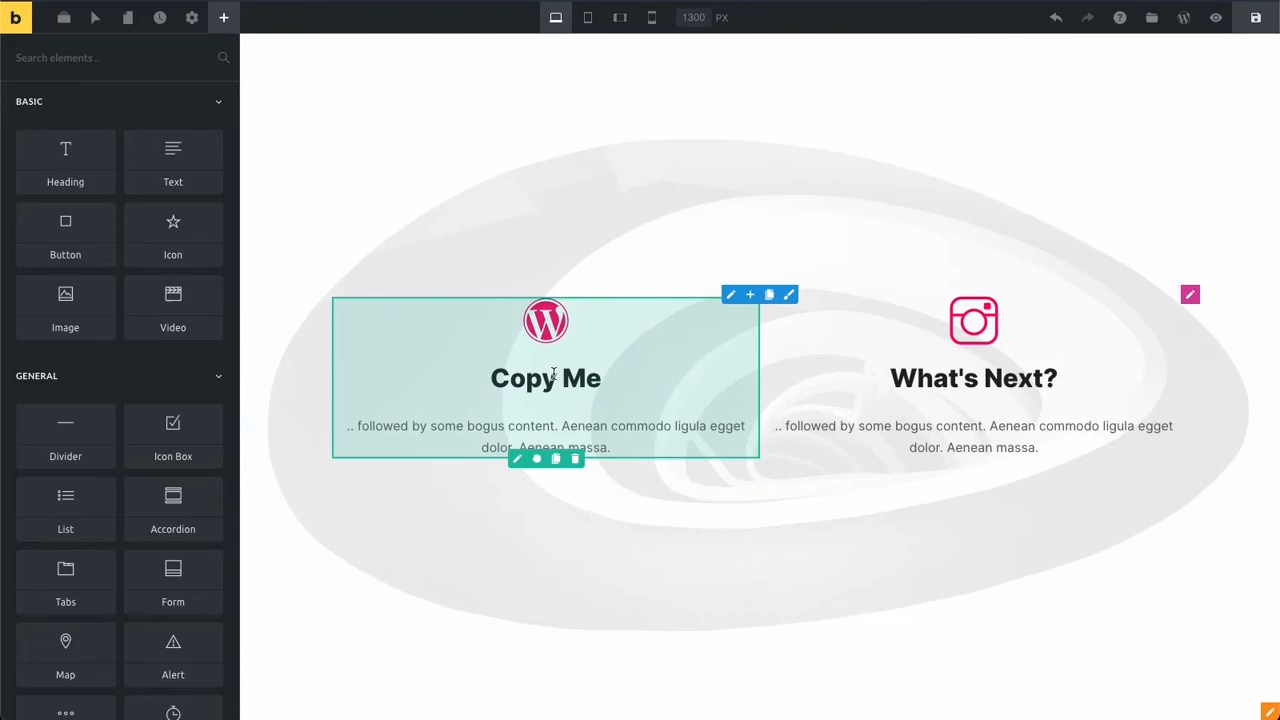 b
1300 PX
Search elements ..
BASIC
Heading
Text
Button
Icon
Image
Video
GENERAL
Divider
Icon Box
List
Accordion
Tabs
Form
Map
Alert
Copy Me
.. followed by some bogus content. Aenean commodo ligula egget
dolor. Aenean massa.
What's Next?
.. followed by some bogus content. Aenean commodo ligula egget
dolor. Aenean massa.